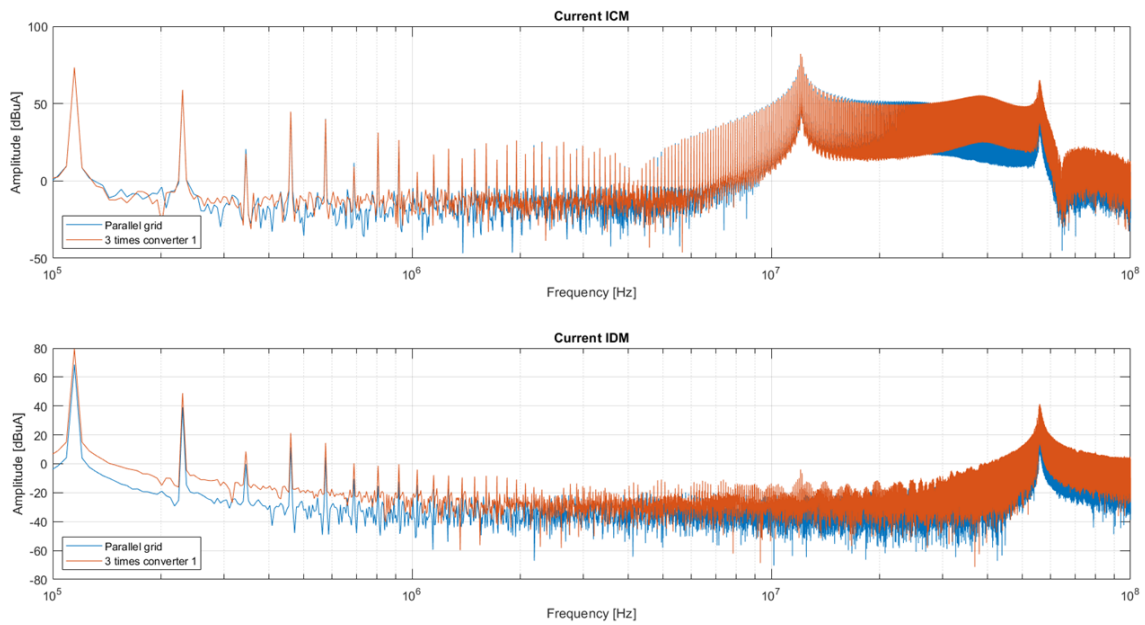 Current ICM
100
50
0
-50
Amplitude [dBuA]
Parallel grid
3 times converter 1
10^5
10^6
10^7
10^8
Frequency [Hz]
Current IDM
80
60
40
20
0
-20
-40
-60
-80
Amplitude [dBuA]
Parallel grid
3 times converter 1
10^5
10^6
10^7
10^8
Frequency [Hz]